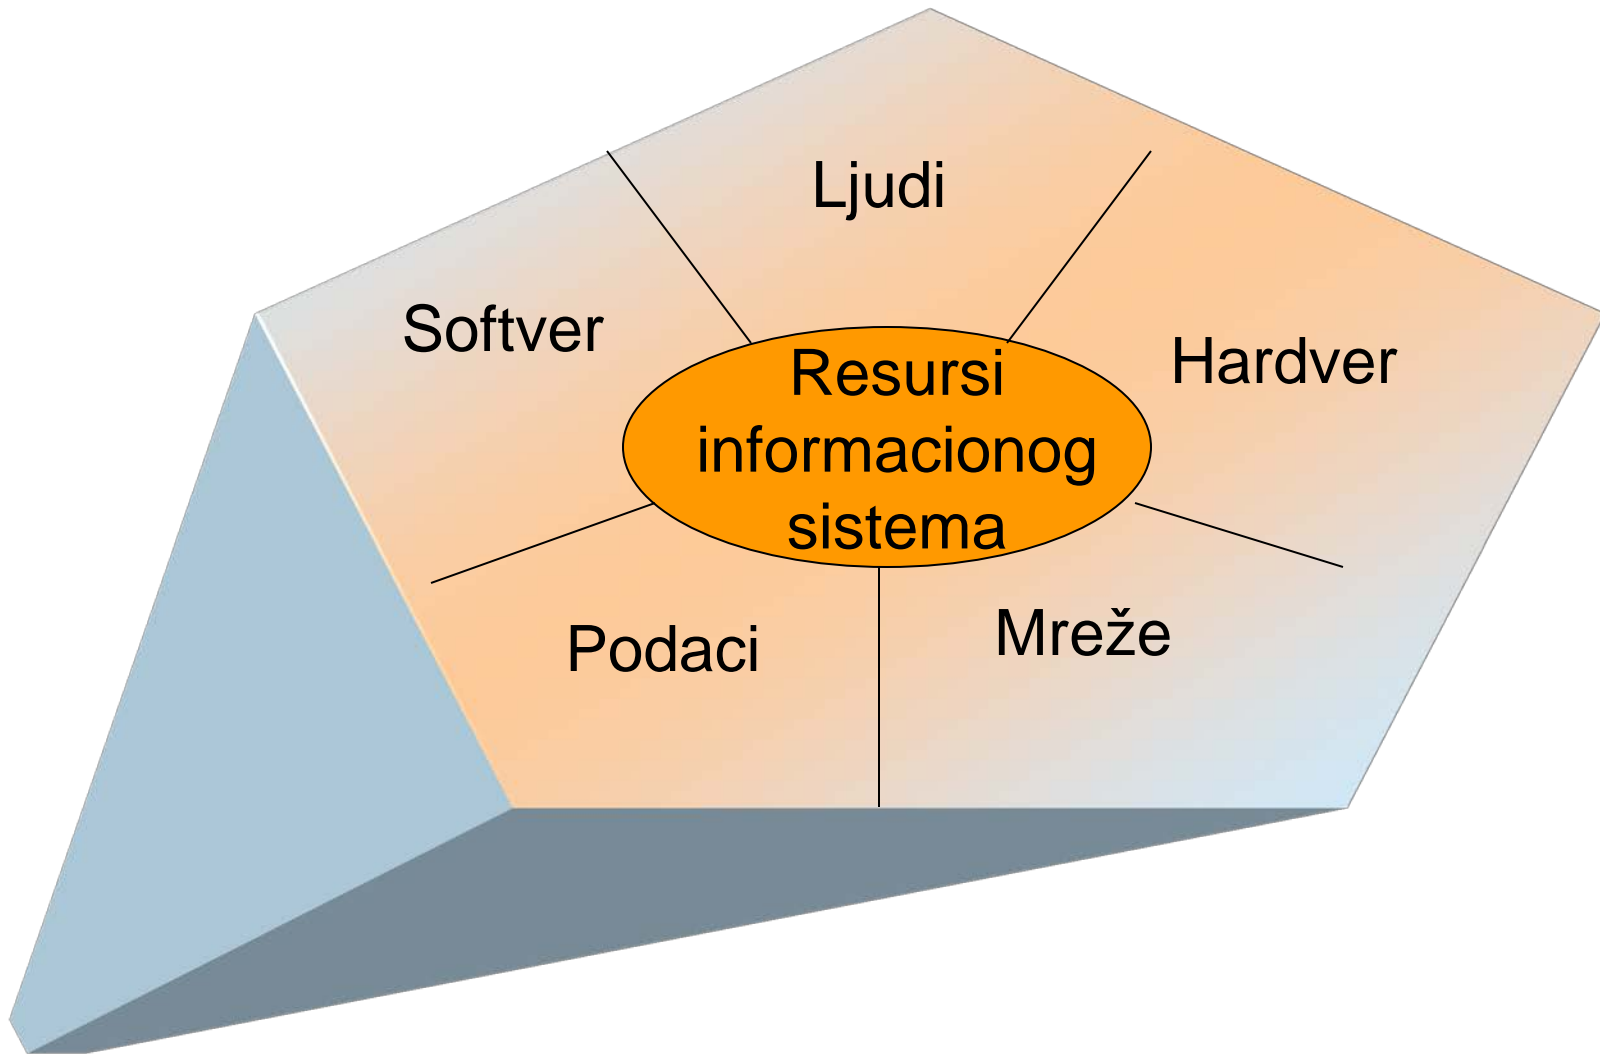 Ljudi
Softver
Hardver
Resursi
informacionog
sistema
Podaci
Mreže